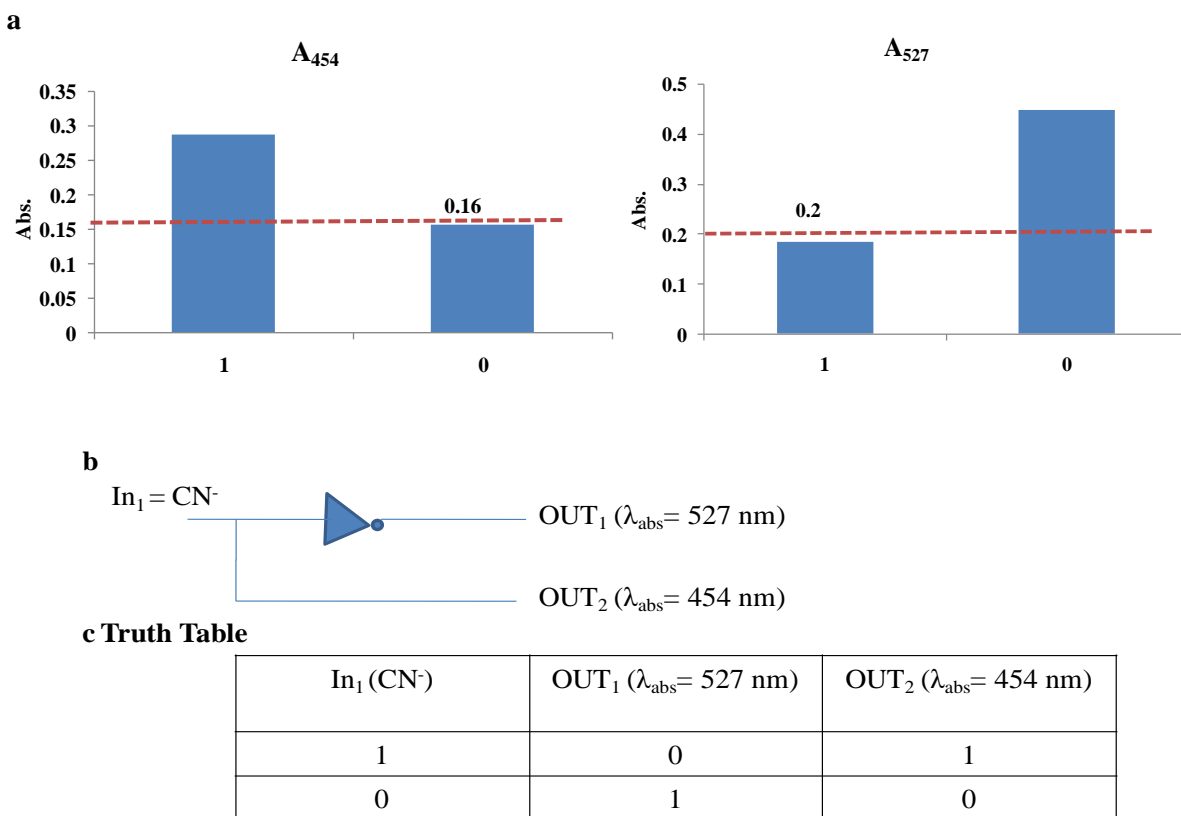 a
A₄₅₄
0.35
0.3
0.25
0.2
0.15
0.1
0.05
0
Abs.
0.16
1 0
A₅₂₇
0.5
0.4
0.3
0.2
0.1
0
Abs.
0.2
1 0
b
In₁ = CN⁻
OUT₁ (λabs= 527 nm)
OUT₂ (λabs= 454 nm)
c Truth Table
In₁ (CN⁻) OUT₁ (λabs= 527 nm) OUT₂ (λabs= 454 nm)
1 0 1
0 1 0